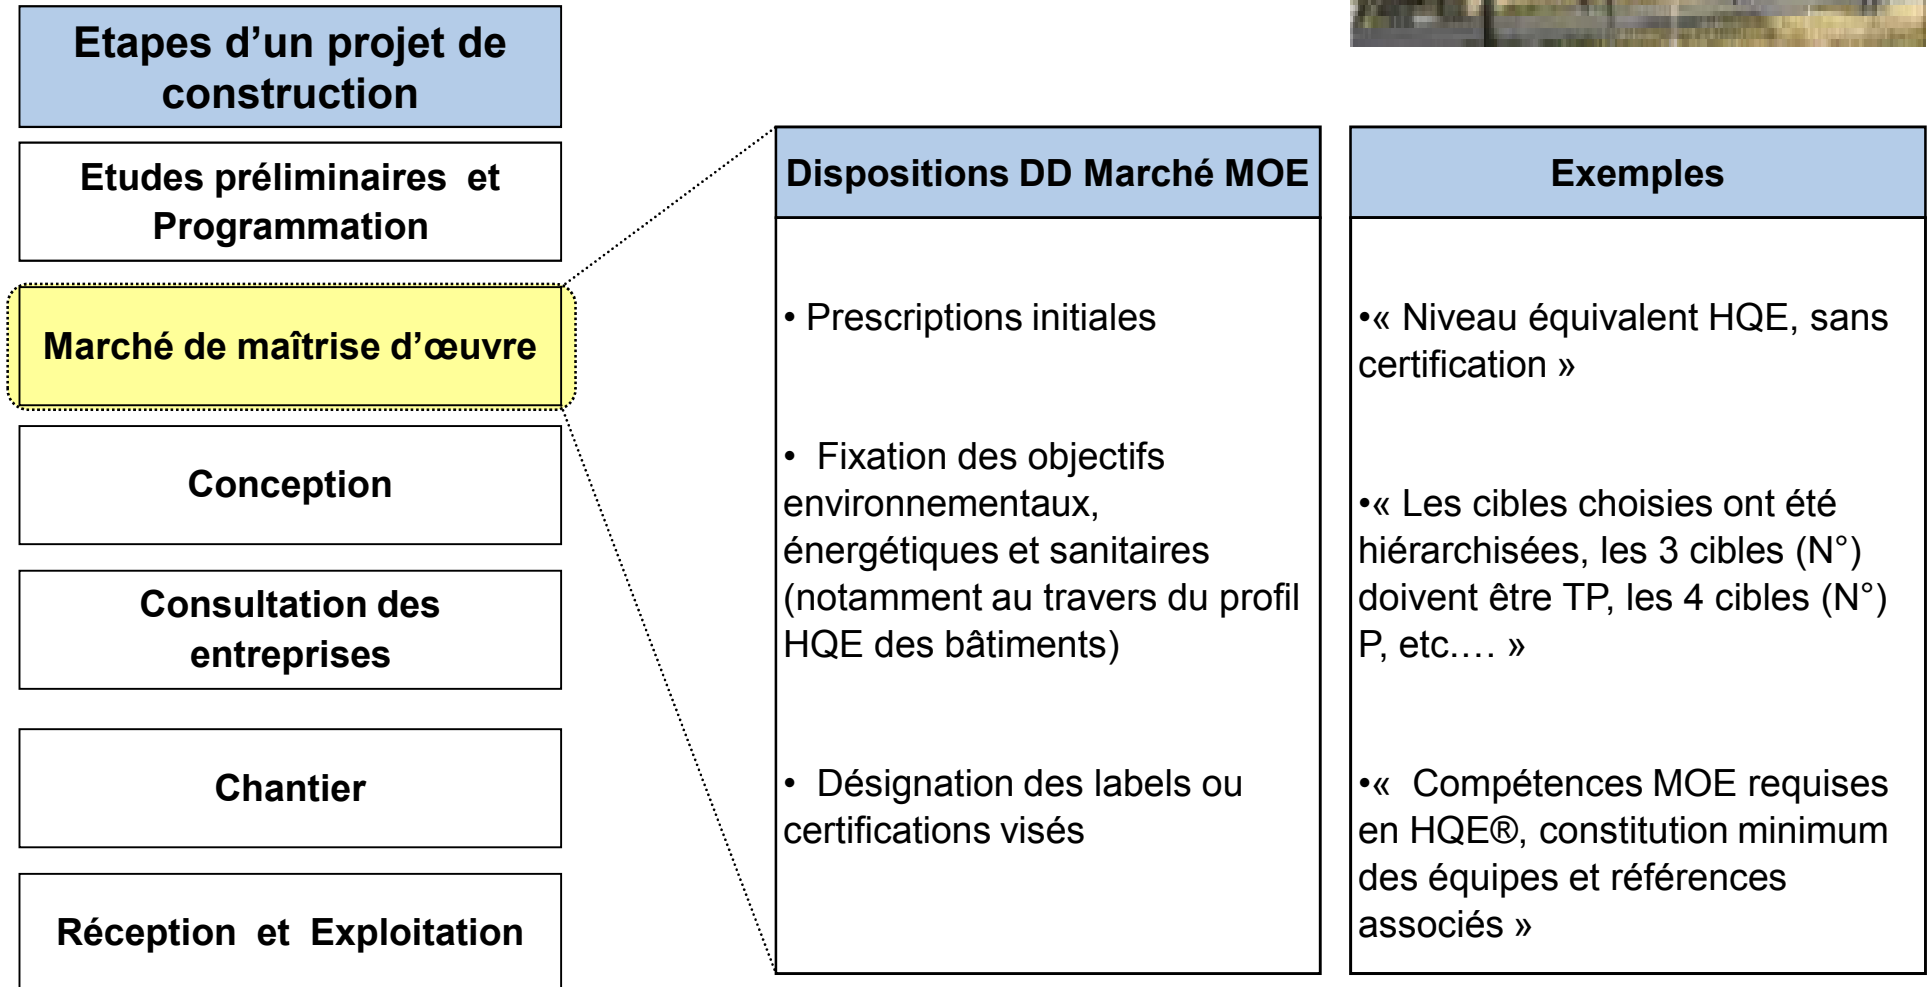 Etapes d’un projet de
construction
Etudes préliminaires et
Programmation
Marché de maîtrise d’œuvre
Conception
Consultation des
entreprises
Chantier
Réception et Exploitation
Dispositions DD Marché MOE
• Prescriptions initiales
• Fixation des objectifs
environnementaux,
énergétiques et sanitaires
(notamment au travers du profil
HQE des bâtiments)
• Désignation des labels ou
certifications visés
Exemples
•« Niveau équivalent HQE, sans
certification »
•« Les cibles choisies ont été
hiérarchisées, les 3 cibles (N°)
doivent être TP, les 4 cibles (N°)
P, etc.… »
•« Compétences MOE requises
en HQE®, constitution minimum
des équipes et références
associés »